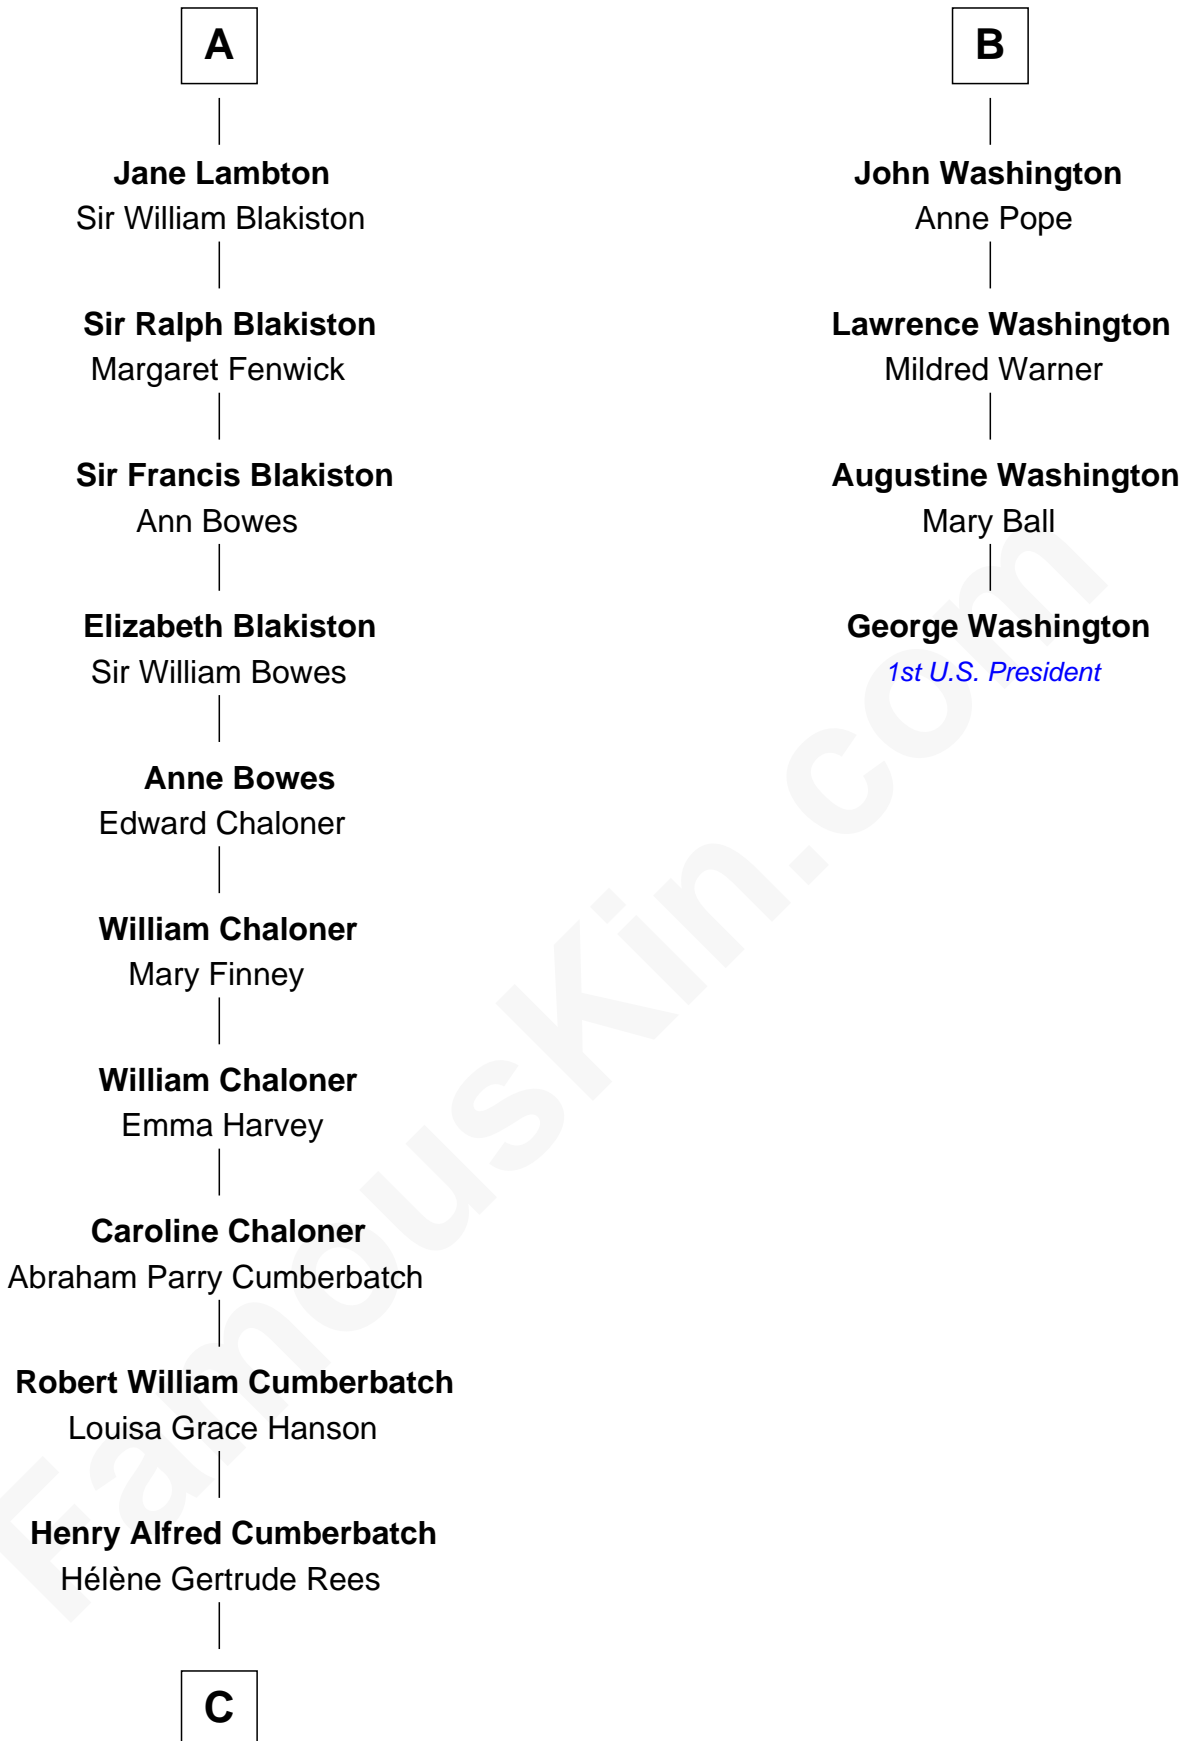 A
Jane Lambton
Sir William Blakiston
Sir Ralph Blakiston
Margaret Fenwick
Sir Francis Blakiston
Ann Bowes
Elizabeth Blakiston
Sir William Bowes
Anne Bowes
Edward Chaloner
William Chaloner
Mary Finney
William Chaloner
Emma Harvey
Caroline Chaloner
Abraham Parry Cumberbatch
Robert William Cumberbatch
Louisa Grace Hanson
Henry Alfred Cumberbatch
Hélène Gertrude Rees
C
B
John Washington
Anne Pope
Lawrence Washington
Mildred Warner
Augustine Washington
Mary Ball
George Washington
1st U.S. President
FamousKin.com